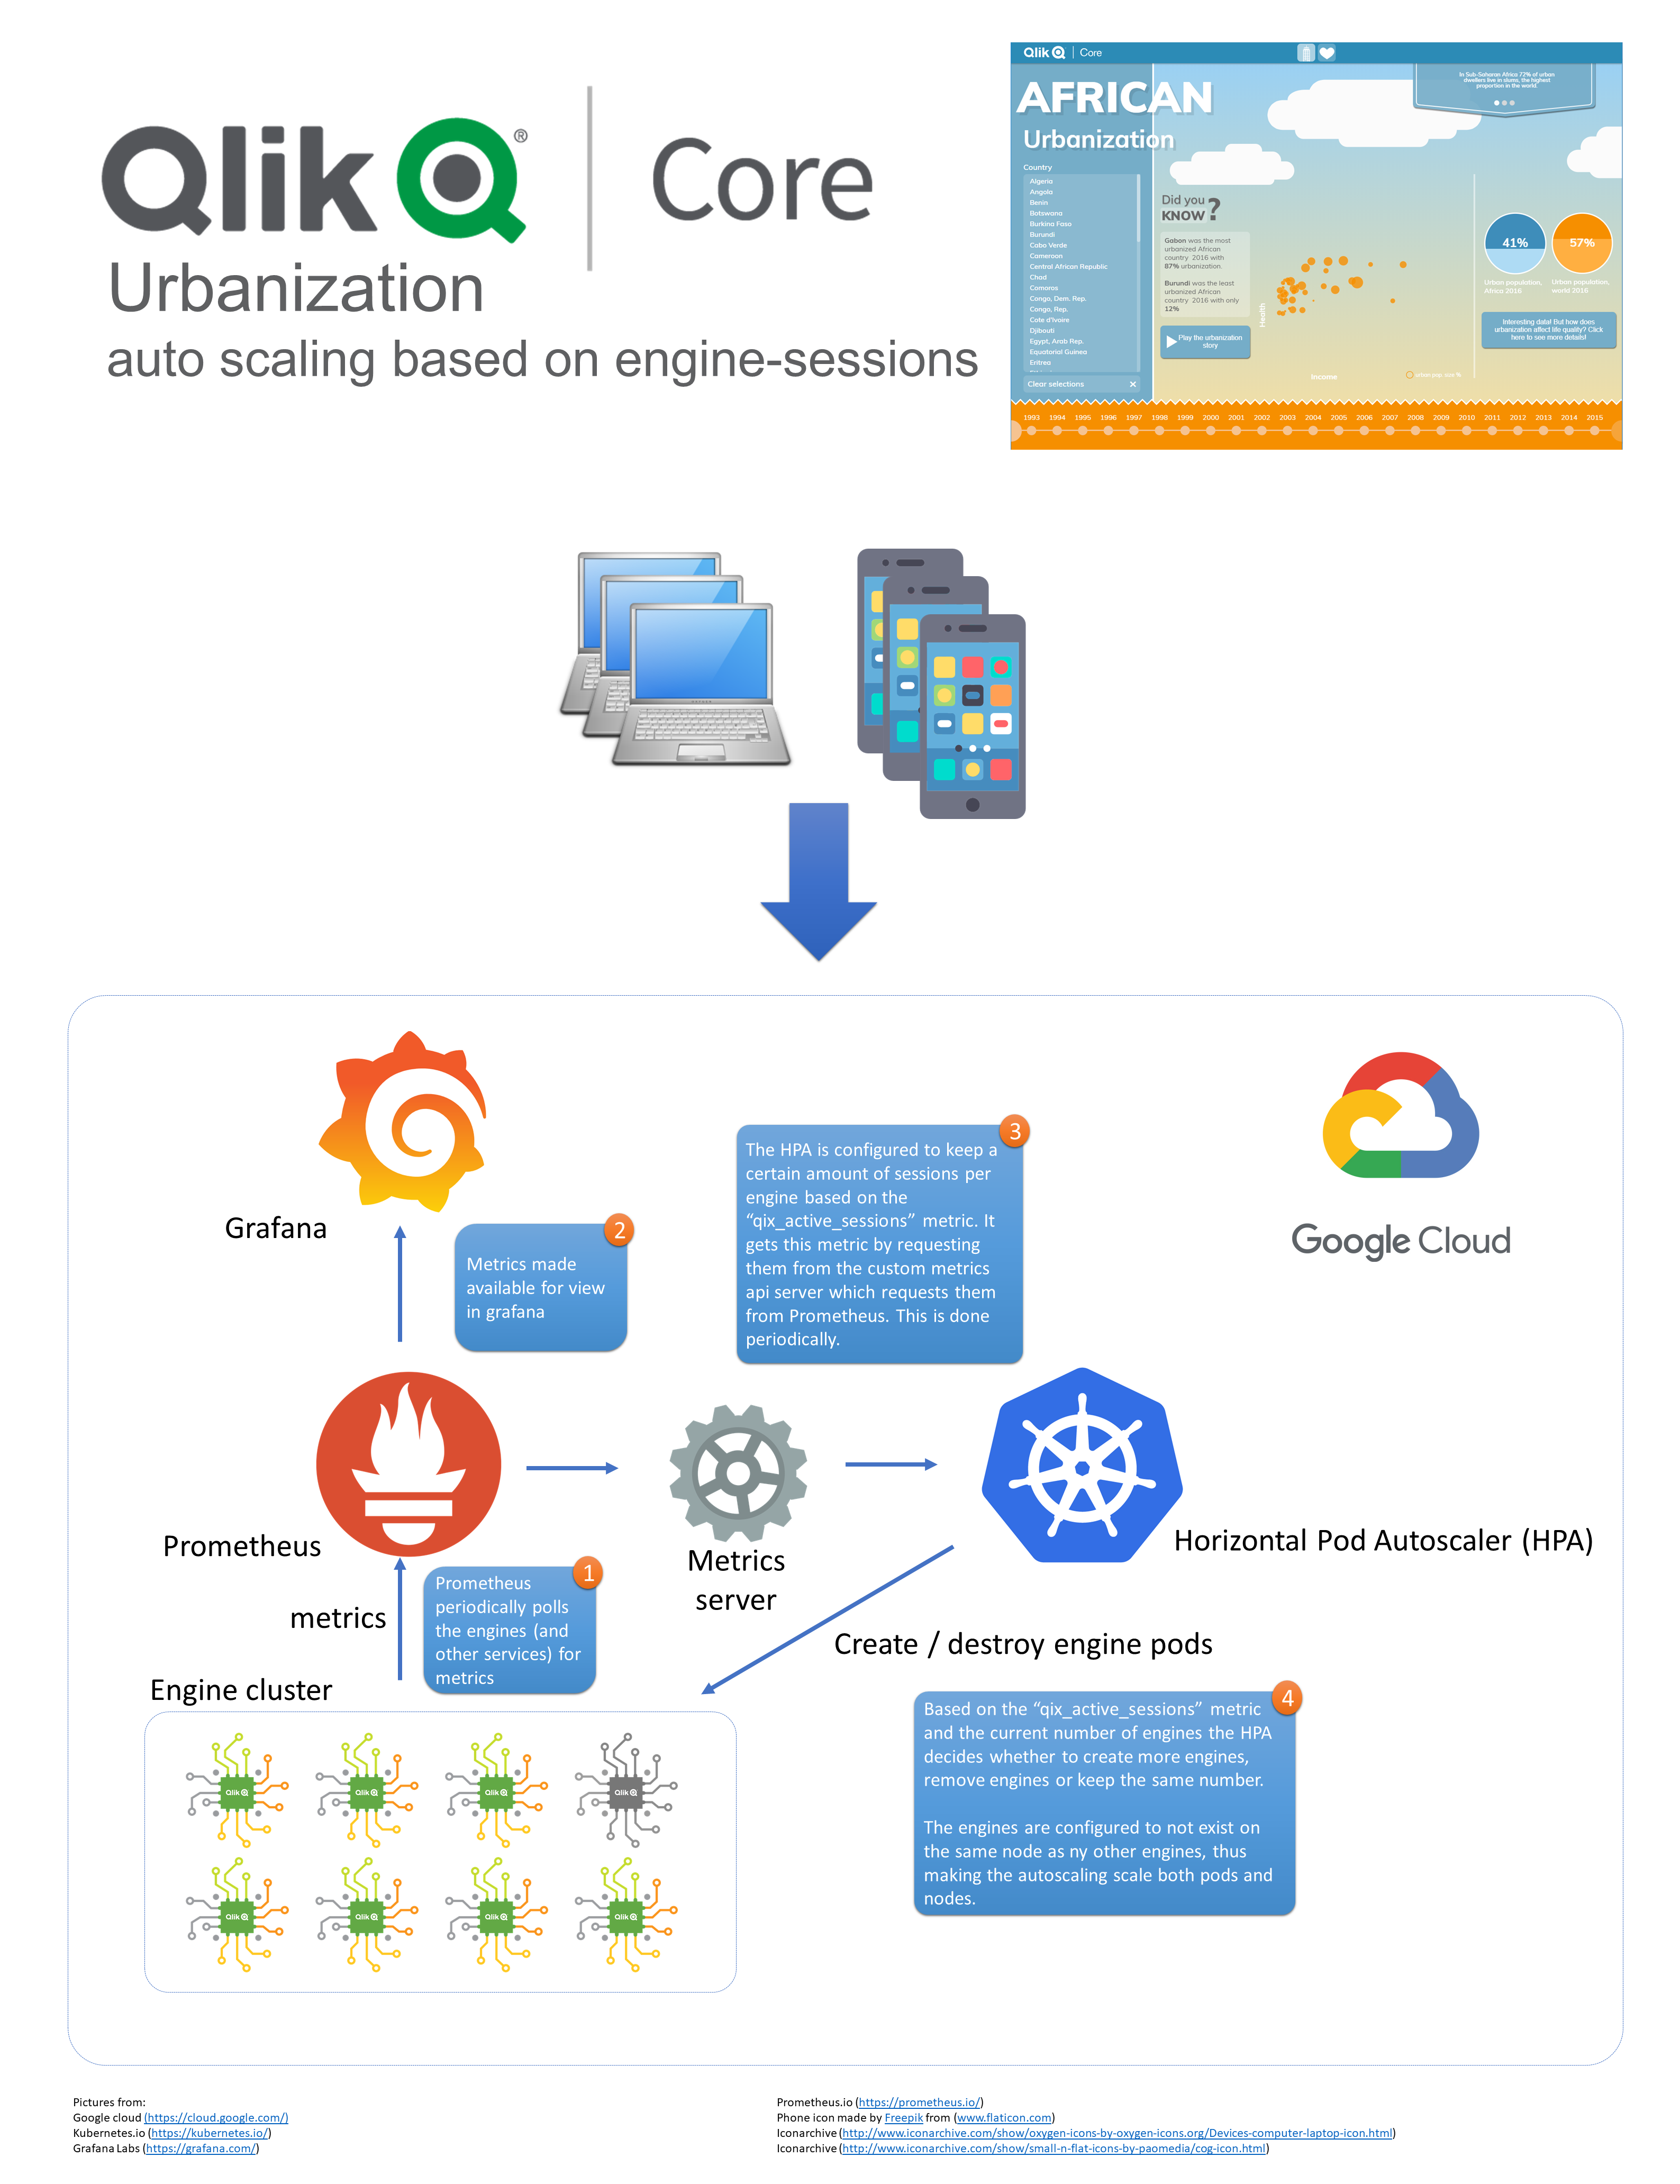 Qlik Q® | Core
Urbanization
auto scaling based on engine-sessions
Qlik Q | Core
AFRICAN
Urbanization
Country
Algeria
Angola
Benin
Botswana
Burkina Faso
Burundi
Cabo Verde
Cameroon
Central African Republic
Chad
Comoros
Congo, Dem. Rep.
Congo, Rep.
Cote d'Ivoire
Djibouti
Egypt, Arab Rep.
Equatorial Guinea
Eritrea
Clear selections ×
In Sub-Saharan Africa 72% of urban
dwellers live in slums, the highest
proportion in the world.
Did you
KNOW?
Gabon was the most
urbanized African
country 2016 with
87% urbanization.
Burundi was the least
urbanized African
country 2016 with only
12%
Play the urbanization
story
Health
Income
urban pop. size %
41%
57%
Urban population,
Africa 2016
Urban population,
world 2016
Interesting data! But how does
urbanization affect life quality? Click
here to see more details!
1993 1994 1995 1996 1997 1998 1999 2000 2001 2002 2003 2004 2005 2006 2007 2008 2009 2010 2011 2012 2013 2014 2015
Grafana
2
Metrics made
available for view
in grafana
3
The HPA is configured to keep a
certain amount of sessions per
engine based on the
“qix_active_sessions” metric. It
gets this metric by requesting
them from the custom metrics
api server which requests them
from Prometheus. This is done
periodically.
Google Cloud
Prometheus
Metrics
server
Horizontal Pod Autoscaler (HPA)
metrics
1
Prometheus
periodically polls
the engines (and
other services) for
metrics
Create / destroy engine pods
Engine cluster
Qlik Q
Qlik Q
Qlik Q
Qlik Q
Qlik Q
Qlik Q
Qlik Q
Qlik Q
4
Based on the “qix_active_sessions” metric
and the current number of engines the HPA
decides whether to create more engines,
remove engines or keep the same number.
The engines are configured to not exist on
the same node as ny other engines, thus
making the autoscaling scale both pods and
nodes.
Pictures from:
Google cloud (https://cloud.google.com/)
Kubernetes.io (https://kubernetes.io/)
Grafana Labs (https://grafana.com/)
Prometheus.io (https://prometheus.io/)
Phone icon made by Freepik from (www.flaticon.com)
Iconarchive (http://www.iconarchive.com/show/oxygen-icons-by-oxygen-icons.org/Devices-computer-laptop-icon.html)
Iconarchive (http://www.iconarchive.com/show/small-n-flat-icons-by-paomedia/cog-icon.html)